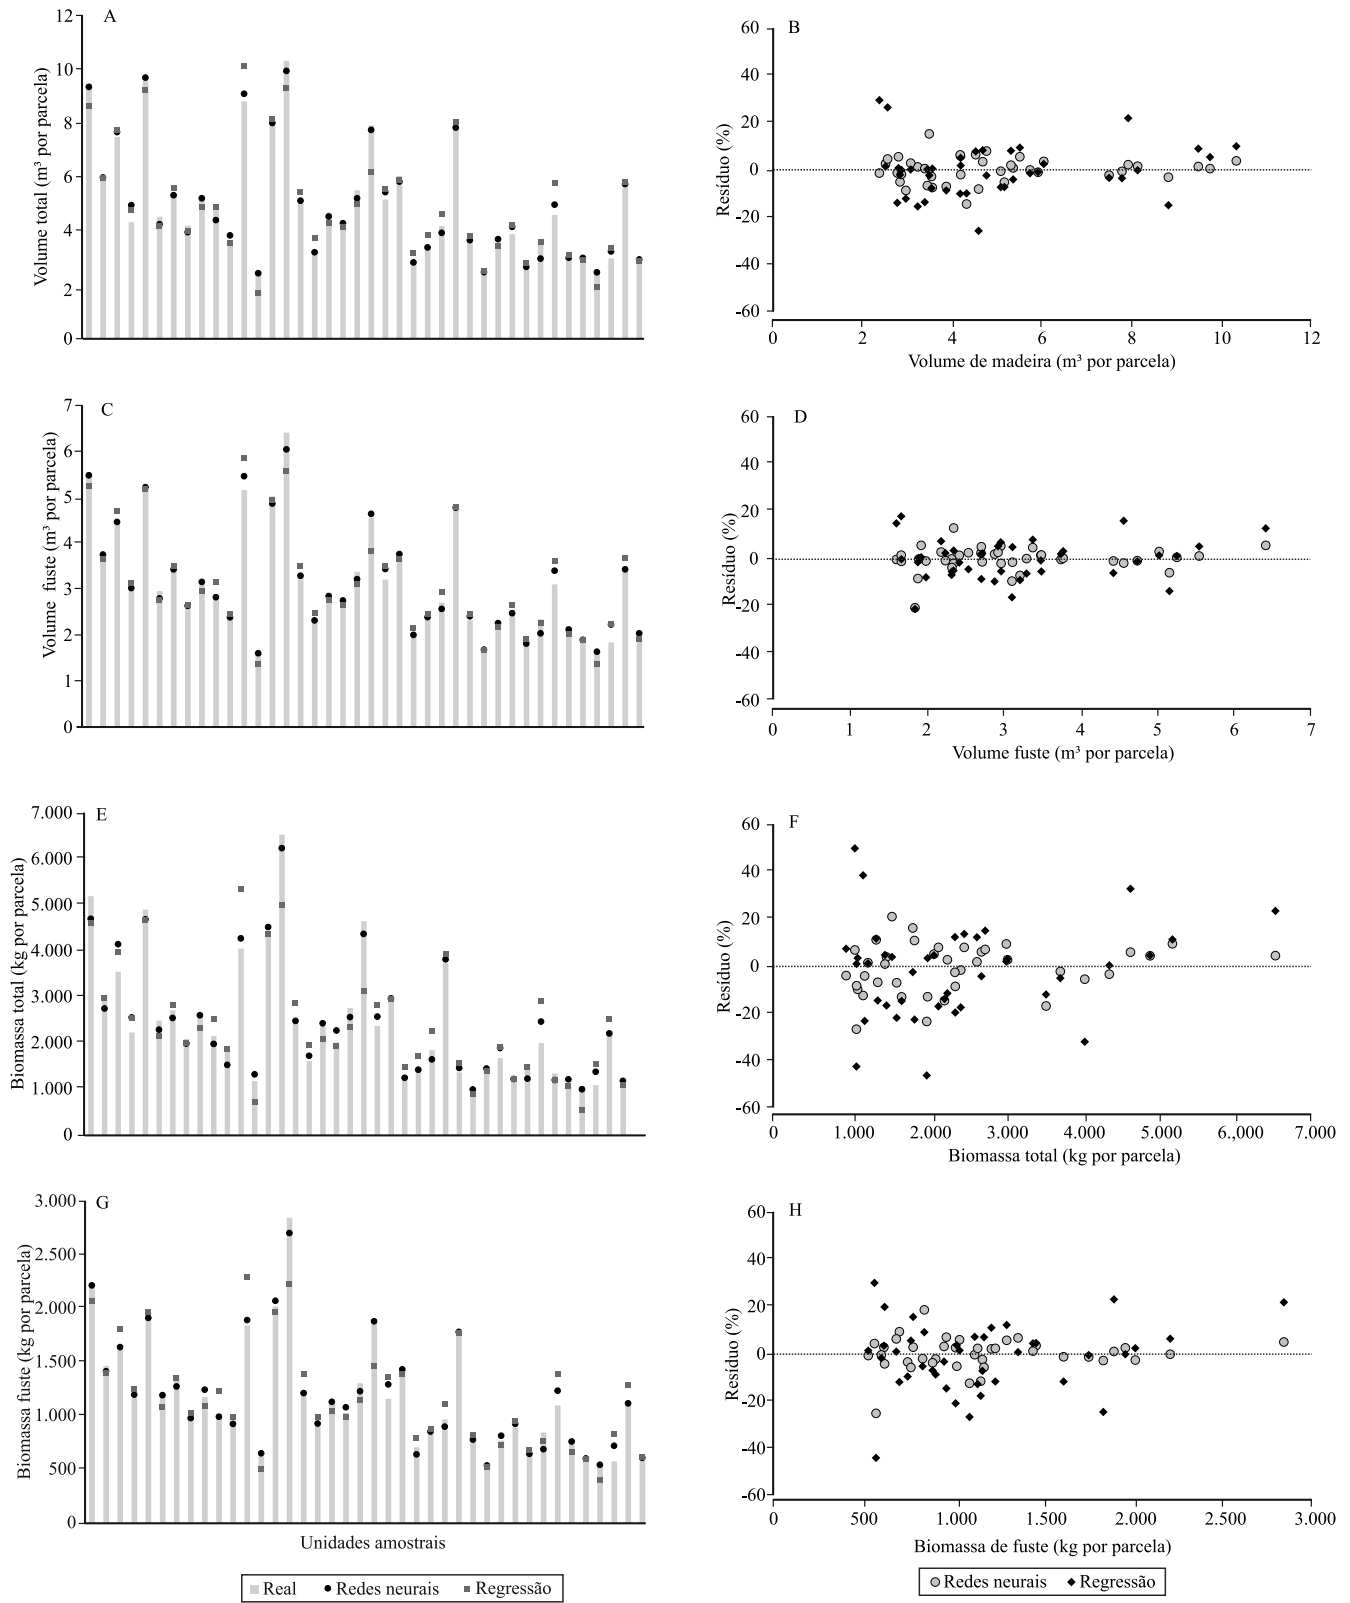 A
Volume total (m³ por parcela)
12
10
8
6
4
2
0
B
Resíduo (%)
60
40
20
0
-20
-40
-60
0 2 4 6 8 10 12
Volume de madeira (m³ por parcela)
C
Volume fuste (m³ por parcela)
7
6
5
4
3
2
1
0
D
Resíduo (%)
60
40
20
0
-20
-40
-60
0 1 2 3 4 5 6 7
Volume fuste (m³ por parcela)
E
Biomassa total (kg por parcela)
7.000
6.000
5.000
4.000
3.000
2.000
1.000
0
F
Resíduo (%)
60
40
20
0
-20
-40
-60
0 1.000 2.000 3.000 4.000 5.000 6.,000 7.000
Biomassa total (kg por parcela)
G
Biomassa fuste (kg por parcela)
3.000
2.500
2.000
1.500
1.000
500
0
Unidades amostrais
Real Redes neurais Regressão
H
Resíduo (%)
60
40
20
0
-20
-40
-60
0 500 1.000 1.500 2.000 2.500 3.000
Biomassa de fuste (kg por parcela)
Redes neurais Regressão